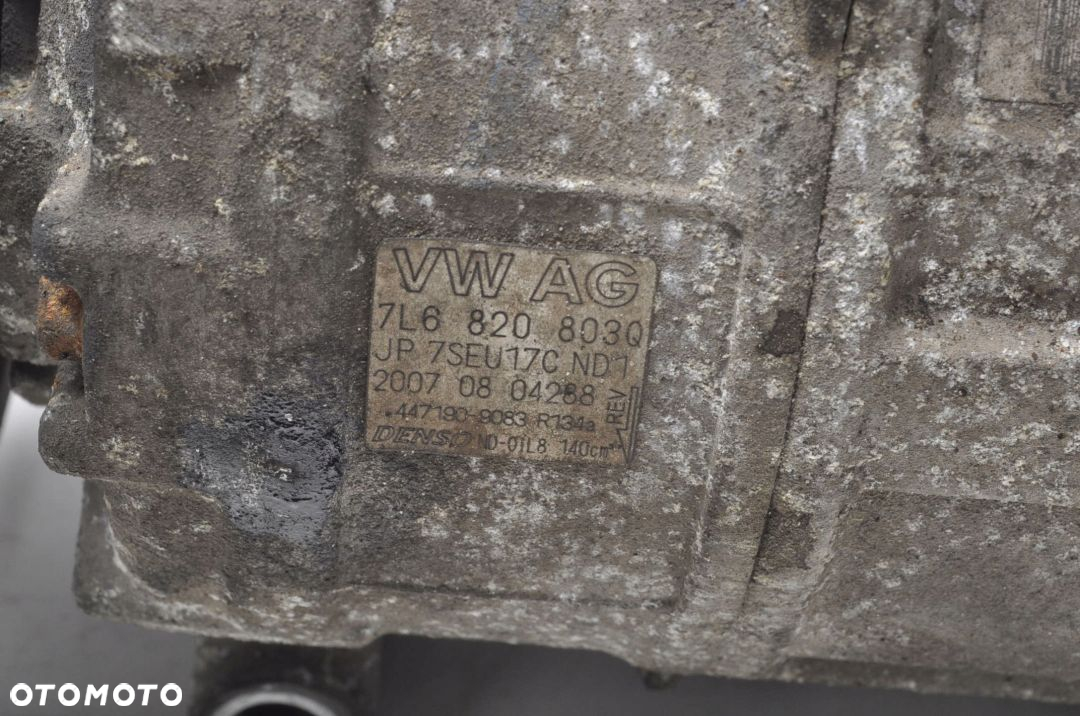 VW AG
7L6 820 803Q
JP 7SEU17C ND1
2007 08 04288
.447190-9083 R134a
DENSO ND-OIL8 140cm³
REV
OTOMOTO